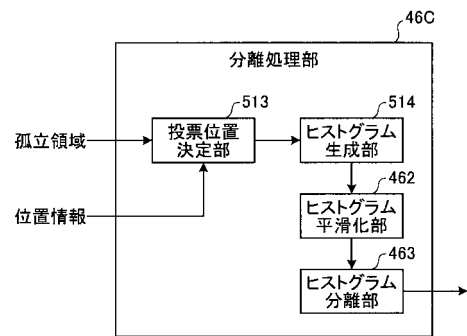 46C
分離処理部
513
514
孤立領域
投票位置
決定部
ヒストグラム
生成部
462
位置情報
ヒストグラム
平滑化部
463
ヒストグラム
分離部